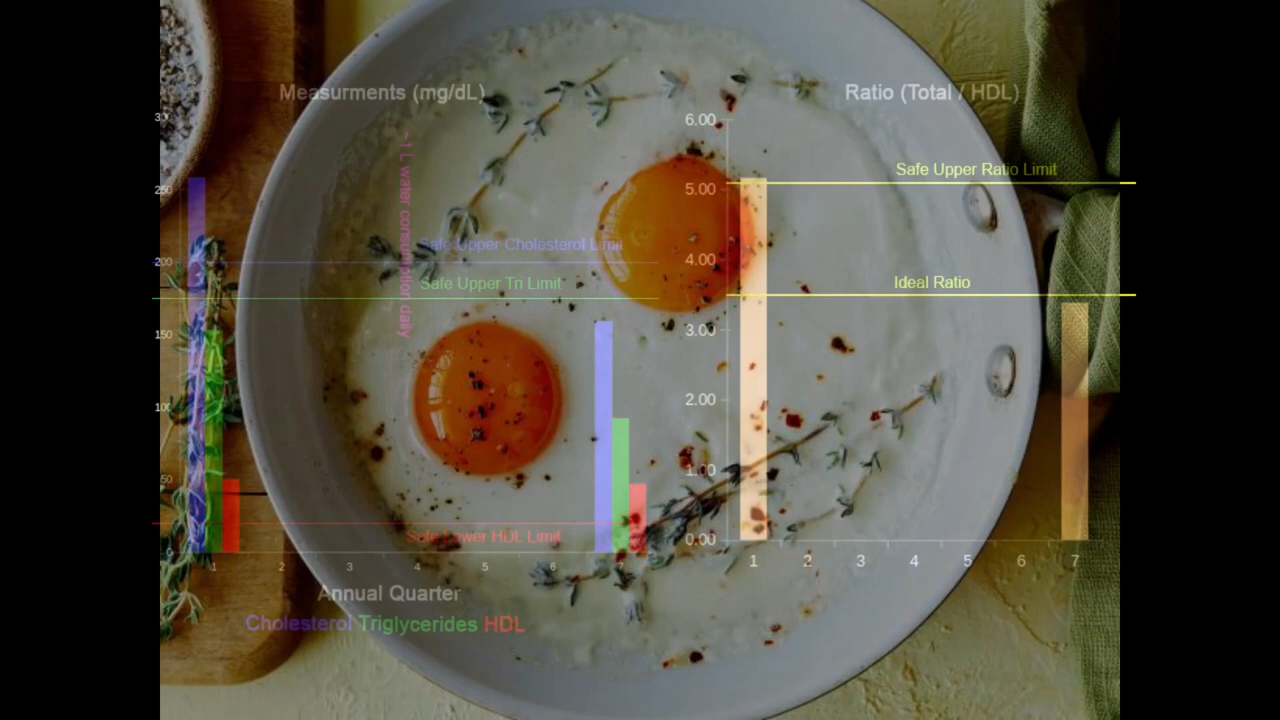 Measurments (mg/dL)
Ratio (Total / HDL)
300
250
200
150
100
50
~ 1 L water consumption daily
Safe Upper Cholesterol Limit
Safe Upper Tri Limit
Safe Lower HDL Limit
1 2 3 4 5 6 7
Annual Quarter
Cholesterol Triglycerides HDL
6.00
5.00
4.00
3.00
2.00
1.00
0.00
Safe Upper Ratio Limit
Ideal Ratio
1 2 3 4 5 6 7